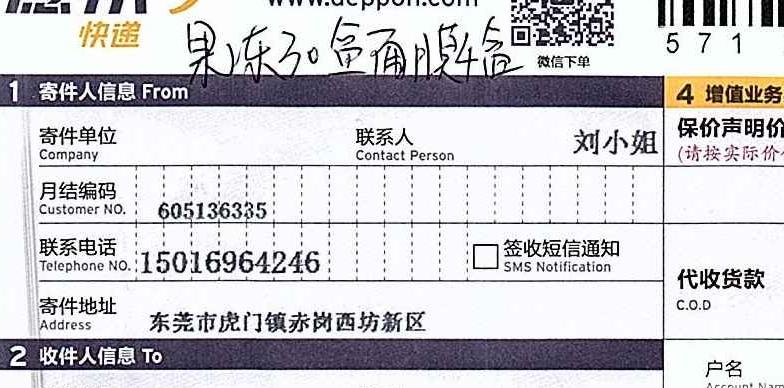 快递
www.deppon.com
微信下单
571
果冻30盒
1 寄件人信息 From
4 增值业务
寄件单位
Company
联系人
Contact Person
刘小姐
保价声明价
(请按实际价
月结编码
Customer NO.
605136335
联系电话
Telephone NO.
15016964246
签收短信通知
SMS Notification
代收货款
C.O.D
寄件地址
Address
东莞市虎门镇赤岗西坊新区
2 收件人信息 To
户名
Account Name